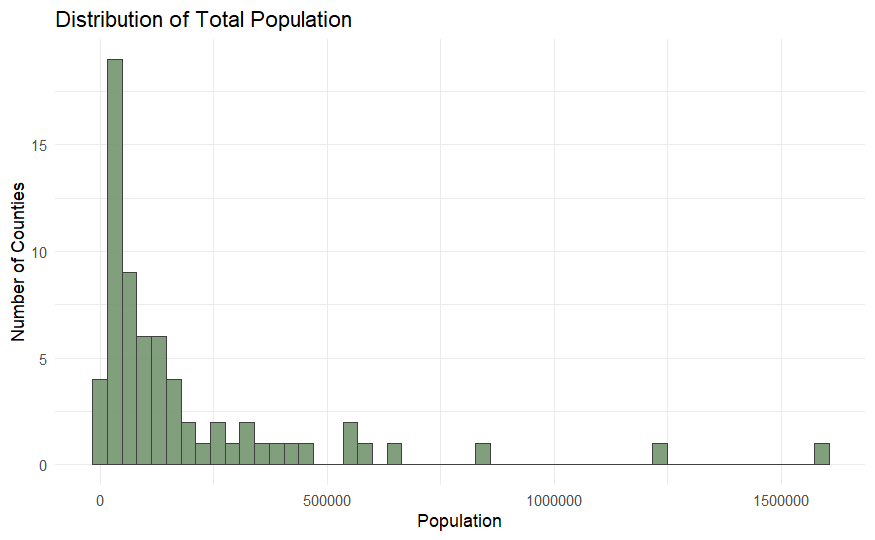 Distribution of Total Population
Number of Counties
15
10
5
0
0 500000 1000000 1500000
Population